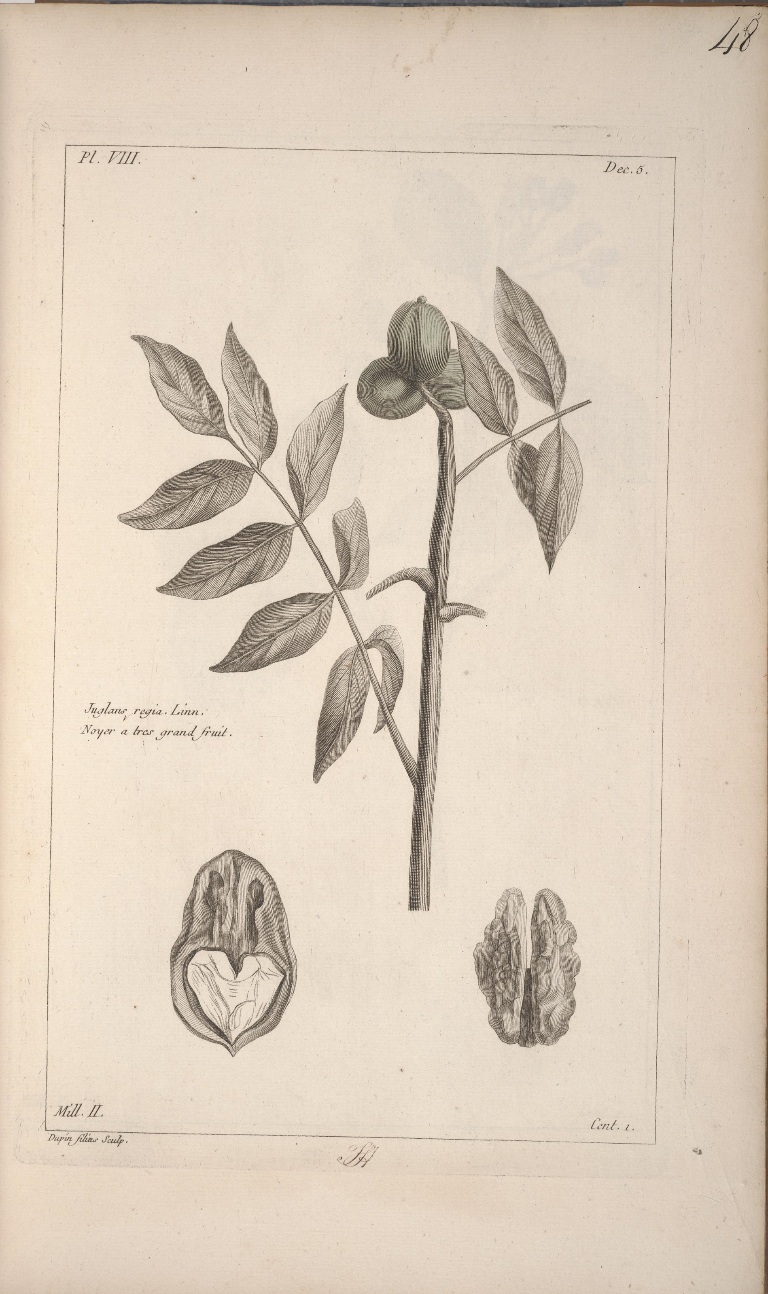 48
Pl. VIII.
Dec. 5.
Juglans, regia. Linn.
Noyer a tres grand fruit.
Mill. II.
Cent. 1.
Dupin filius Sculp.